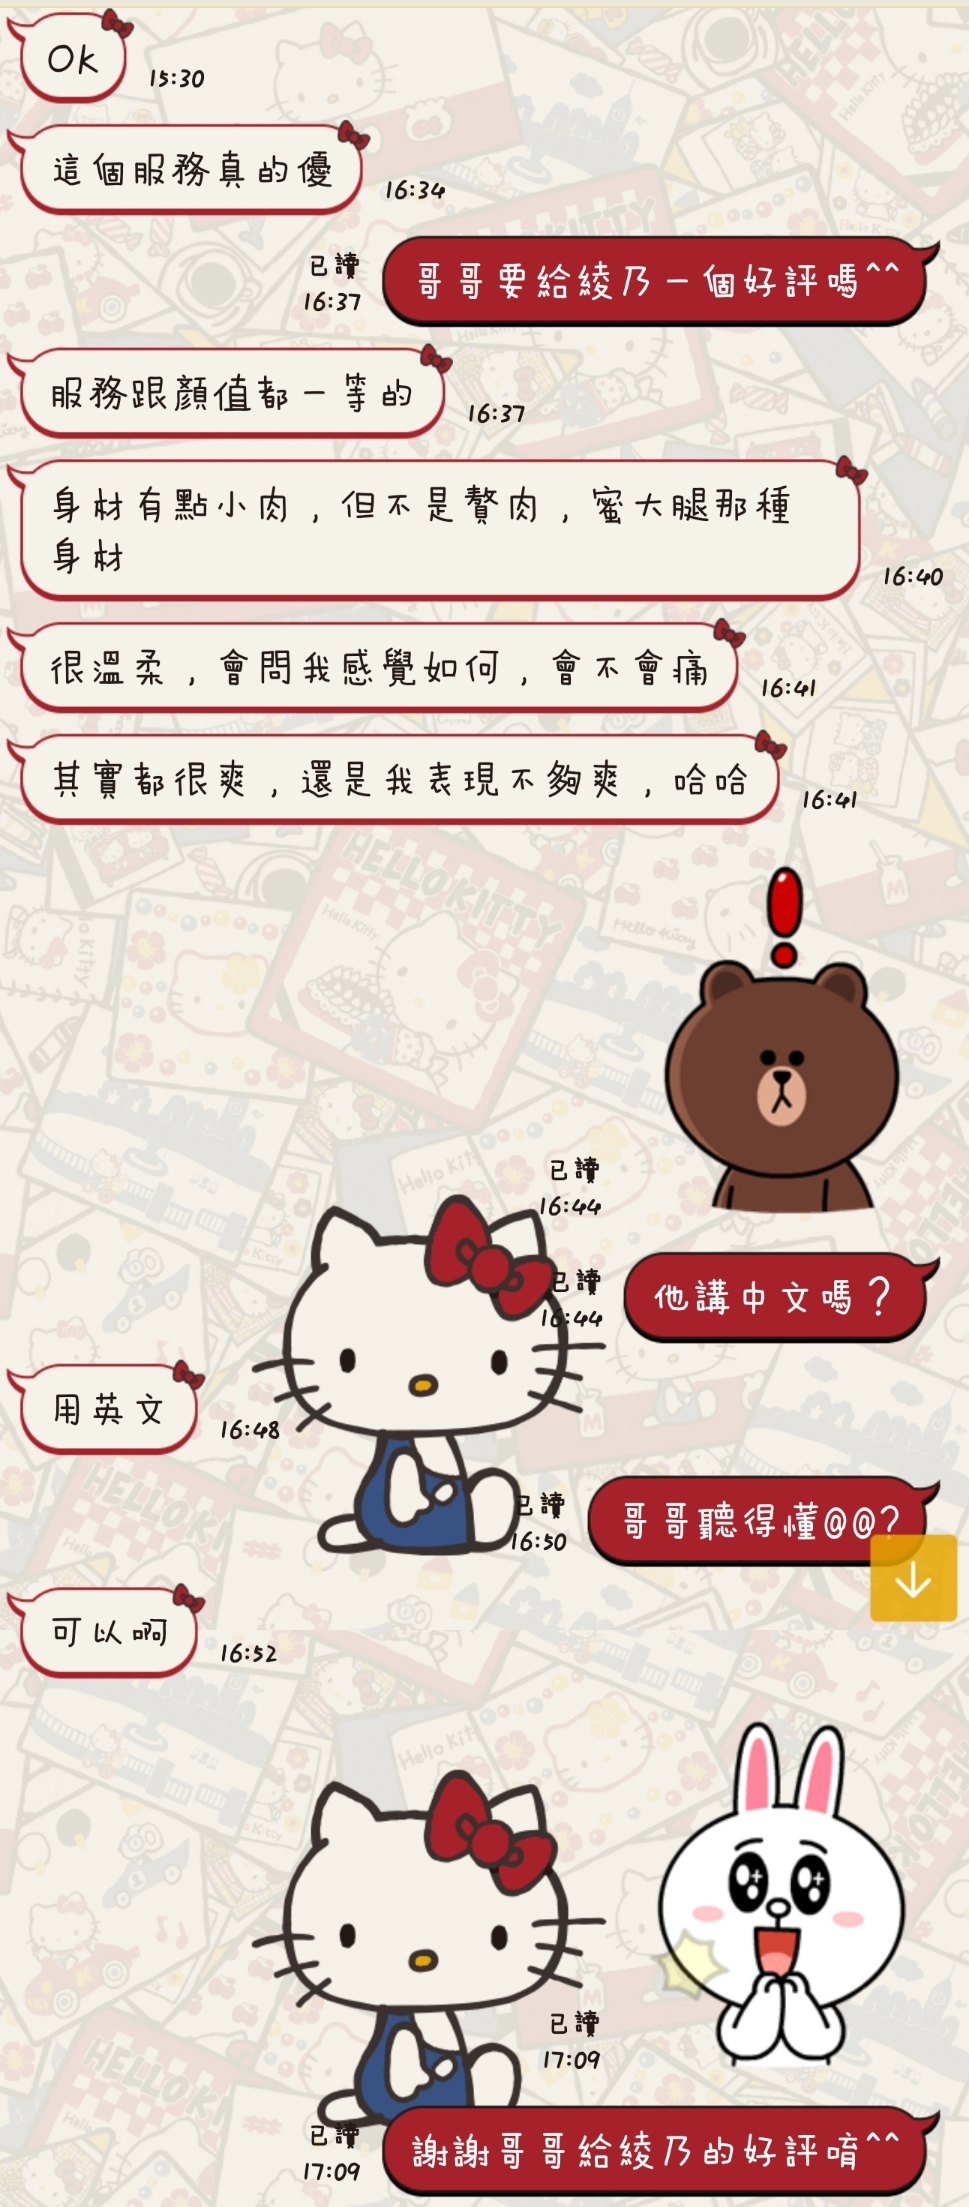 Ok
15:30
這個服務真的優
16:34
已讀
16:37
哥哥要給綾乃一個好評嗎^^
服務跟顏值都一等的
16:37
身材有點小肉，但不是贅肉，蜜大腿那種
身材
16:40
很溫柔，會問我感覺如何，會不會痛
16:41
其實都很爽，還是我表現不夠爽，哈哈
16:41
已讀
16:44
已讀
16:44
他講中文嗎？
用英文
16:48
已讀
16:50
哥哥聽得懂@@?
可以啊
16:52
已讀
17:09
已讀
17:09
謝謝哥哥給綾乃的好評唷^^
HELLO KITTY
Hello Kitty